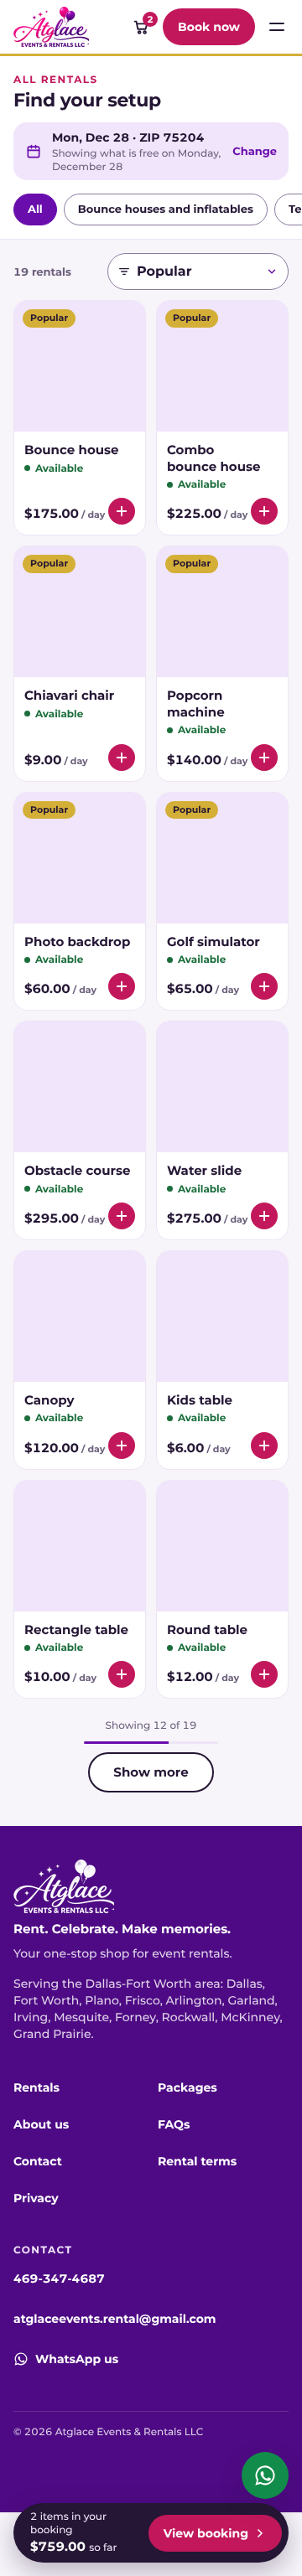 Atglace
EVENTS & RENTALS LLC
2
Book now
ALL RENTALS
Find your setup
Mon, Dec 28 · ZIP 75204
Showing what is free on Monday,
December 28
Change
All
Bounce houses and inflatables
Te
19 rentals
Popular
Popular
Popular
Bounce house
Available
$175.00 / day
Combo
bounce house
Available
$225.00 / day
Popular
Popular
Chiavari chair
Available
$9.00 / day
Popcorn
machine
Available
$140.00 / day
Popular
Popular
Photo backdrop
Available
$60.00 / day
Golf simulator
Available
$65.00 / day
Obstacle course
Available
$295.00 / day
Water slide
Available
$275.00 / day
Canopy
Available
$120.00 / day
Kids table
Available
$6.00 / day
Rectangle table
Available
$10.00 / day
Round table
Available
$12.00 / day
Showing 12 of 19
Show more
Atglace
EVENTS & RENTALS LLC
Rent. Celebrate. Make memories.
Your one-stop shop for event rentals.
Serving the Dallas-Fort Worth area: Dallas,
Fort Worth, Plano, Frisco, Arlington, Garland,
Irving, Mesquite, Forney, Rockwall, McKinney,
Grand Prairie.
Rentals
Packages
About us
FAQs
Contact
Rental terms
Privacy
CONTACT
469-347-4687
atglaceevents.rental@gmail.com
WhatsApp us
© 2026 Atglace Events & Rentals LLC
2 items in your
booking
$759.00 so far
View booking